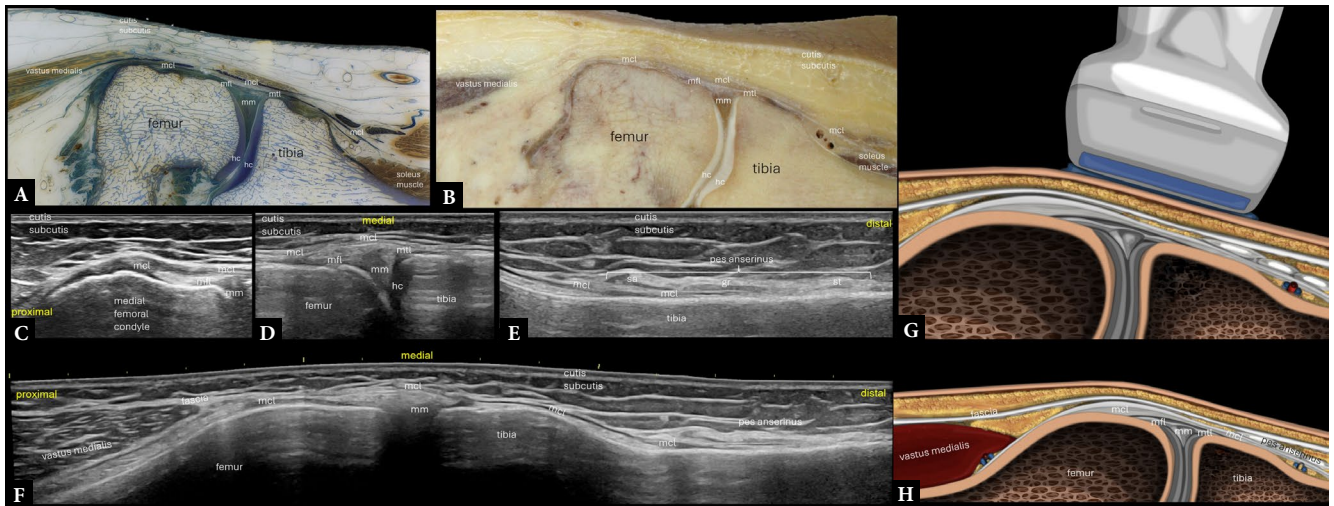 cutis
subcutis
vastus medialis
mcl
mfl
mcl
mtl
mm
femur
hc
hc
tibia
mcl
soleus
muscle
A
cutis
subcutis
vastus medialis
mcl
mfl
mcl
mtl
mm
femur
hc
hc
tibia
mcl
soleus
muscle
B
cutis
subcutis
mcl
mcl
mfl
mm
medial
femoral
condyle
proximal
C
medial
cutis
subcutis
mcl
mcl
mtl
mfl
mm
hc
femur
tibia
D
cutis
subcutis
distal
pes anserinus
sa
gr
st
mcl
mcl
tibia
E
medial
proximal
cutis
subcutis
distal
fascia
mcl
mcl
mm
mcl
pes anserinus
mcl
vastus medialis
tibia
femur
F
G
fascia
mcl
mfl
mm
mtl
mcl
pes anserinus
vastus medialis
femur
tibia
H